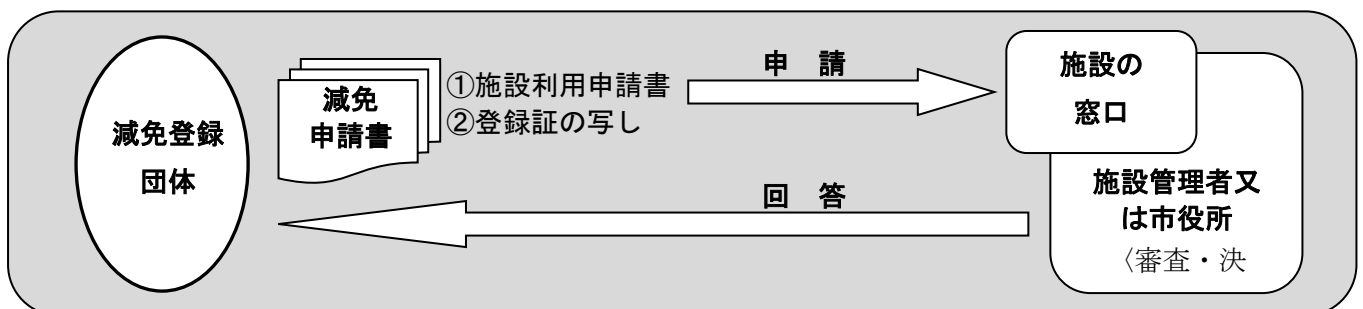 減免登録
団体
減免
申請書
①施設利用申請書
②登録証の写し
申　請
回　答
施設の
窓口
施設管理者又
は市役所
〈審査・決